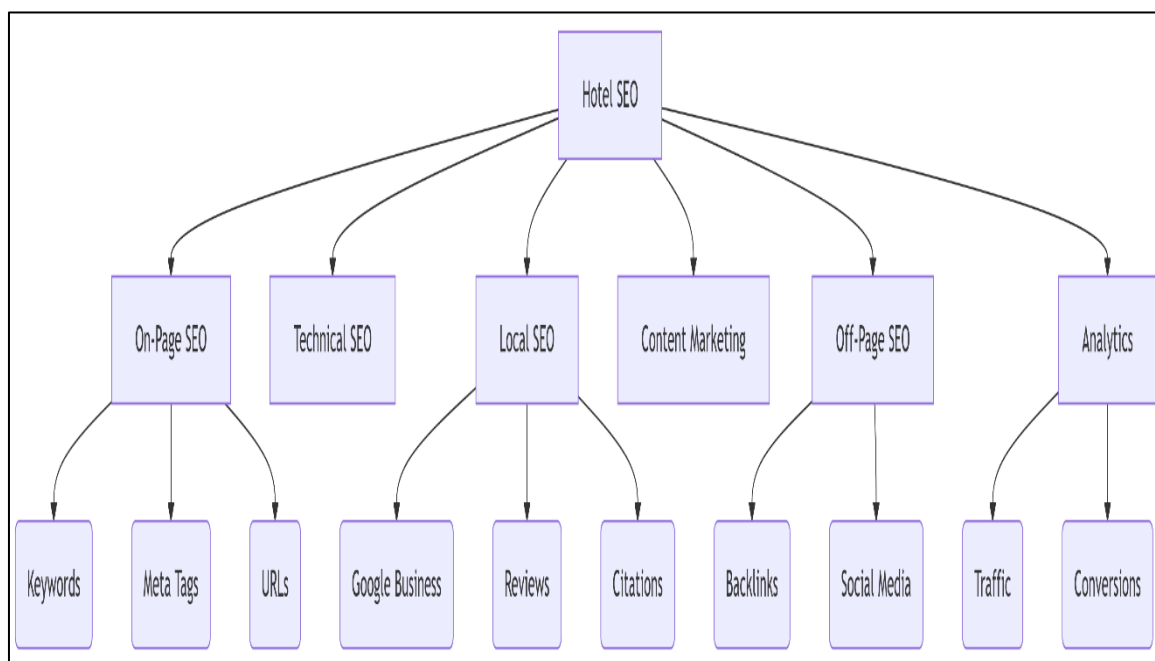 Hotel SEO
On-Page SEO
Technical SEO
Local SEO
Content Marketing
Off-Page SEO
Analytics
Keywords
Meta Tags
URLs
Google Business
Reviews
Citations
Backlinks
Social Media
Traffic
Conversions